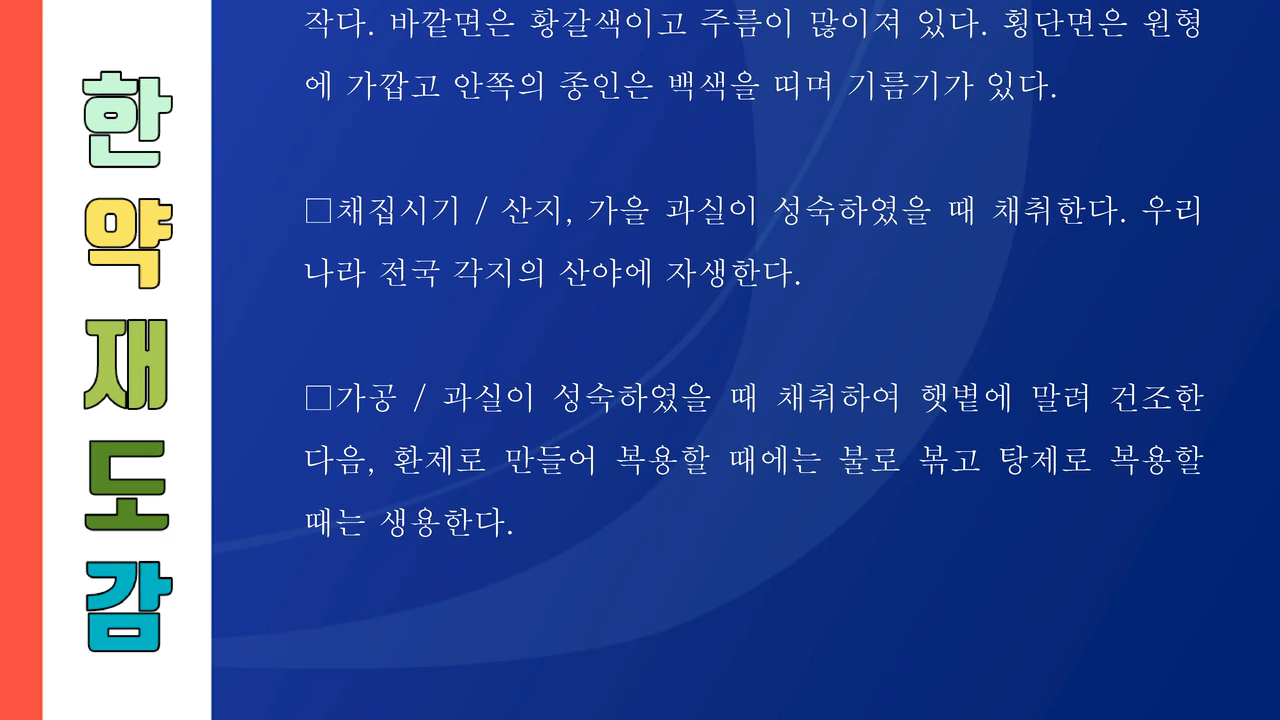 한
약
재
도
감
작다. 바깥면은 황갈색이고 주름이 많이져 있다. 횡단면은 원형
에 가깝고 안쪽의 종인은 백색을 띠며 기름기가 있다.
□채집시기 / 산지, 가을 과실이 성숙하였을 때 채취한다. 우리
나라 전국 각지의 산야에 자생한다.
□가공 / 과실이 성숙하였을 때 채취하여 햇볕에 말려 건조한
다음, 환제로 만들어 복용할 때에는 불로 볶고 탕제로 복용할
때는 생용한다.